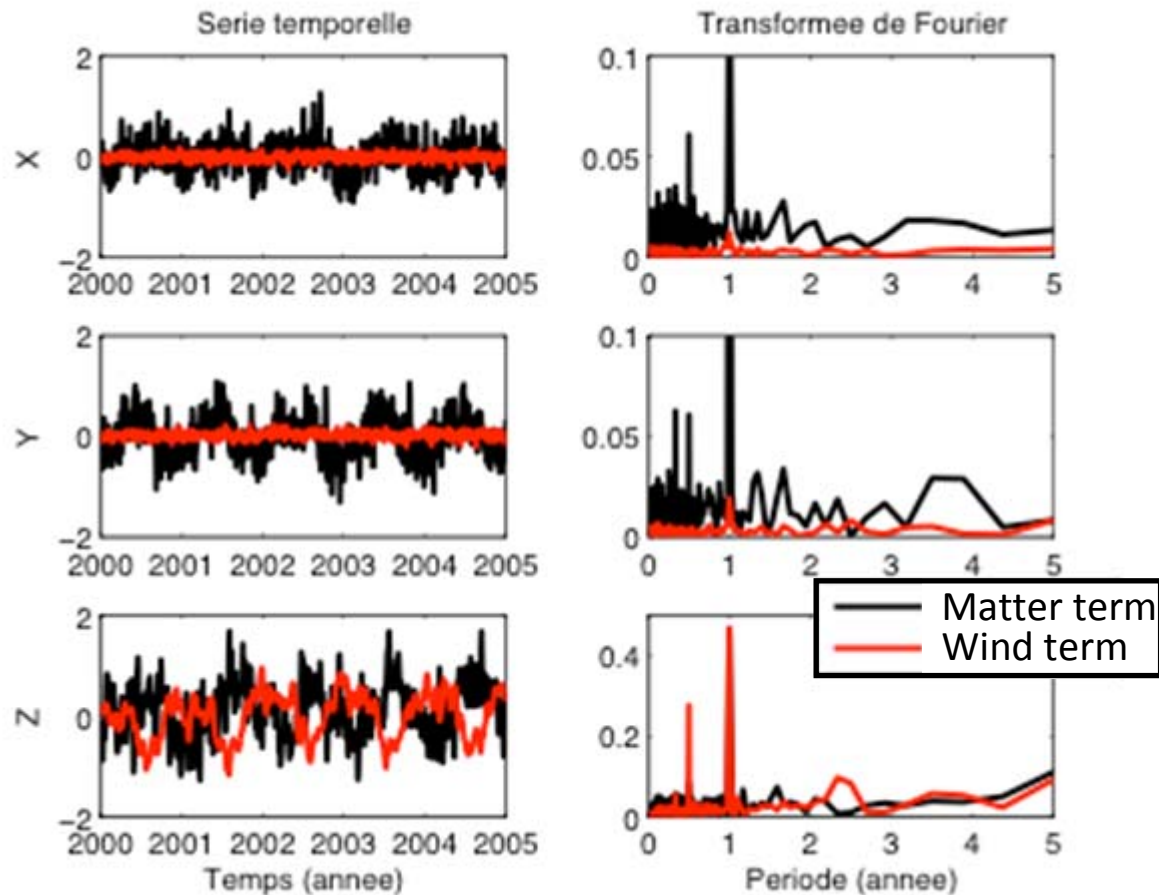 Serie temporelle
Transformee de Fourier
2
0
−2
X
2000 2001 2002 2003 2004 2005
0.1
0.05
0
0 1 2 3 4 5
2
0
−2
Y
2000 2001 2002 2003 2004 2005
0.1
0.05
0
0 1 2 3 4 5
Matter term
Wind term
2
0
−2
Z
2000 2001 2002 2003 2004 2005
Temps (annee)
0.4
0.2
0
0 1 2 3 4 5
Periode (annee)